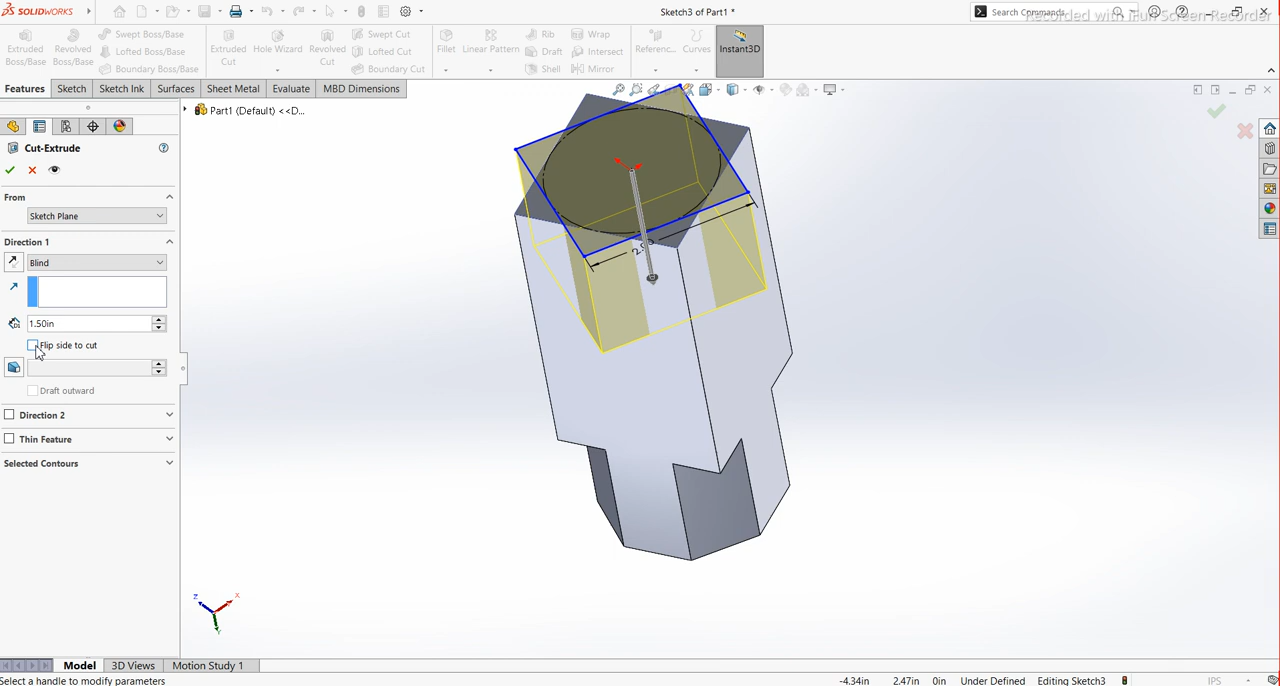 SOLIDWORKS
Sketch3 of Part1 *
Search Commands
Recorded with iFun Screen Recorder
Extruded Boss/Base
Revolved Boss/Base
Swept Boss/Base
Lofted Boss/Base
Boundary Boss/Base
Extruded Cut
Hole Wizard
Revolved Cut
Swept Cut
Lofted Cut
Boundary Cut
Fillet
Linear Pattern
Rib
Draft
Shell
Wrap
Intersect
Mirror
Referenc...
Curves
Instant3D
Features
Sketch
Sketch Ink
Surfaces
Sheet Metal
Evaluate
MBD Dimensions
Part1 (Default) <<D...
Cut-Extrude
From
Sketch Plane
Direction 1
Blind
1.50in
Flip side to cut
Draft outward
Direction 2
Thin Feature
Selected Contours
Z
X
Y
Model
3D Views
Motion Study 1
Select a handle to modify parameters
-4.34in
2.47in
0in
Under Defined
Editing Sketch3
IPS